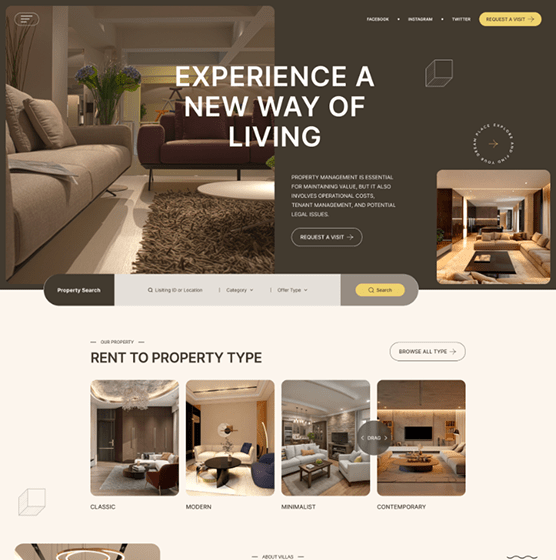 FACEBOOK • INSTAGRAM • TWITTER REQUEST A VISIT →
EXPERIENCE A
NEW WAY OF
LIVING
PLACE EXPLORE AND FIND YOUR DREAM
PROPERTY MANAGEMENT IS ESSENTIAL
FOR MAINTAINING VALUE, BUT IT ALSO
INVOLVES OPERATIONAL COSTS,
TENANT MANAGEMENT, AND POTENTIAL
LEGAL ISSUES.
REQUEST A VISIT →
Property Search Listing ID or Location | Category | Offer Type Search
OUR PROPERTY
RENT TO PROPERTY TYPE
BROWSE ALL TYPE →
< DRAG >
CLASSIC MODERN MINIMALIST CONTEMPORARY
ABOUT VILLAS